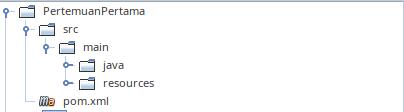 PertemuanPertama
src
main
java
resources
pom.xml